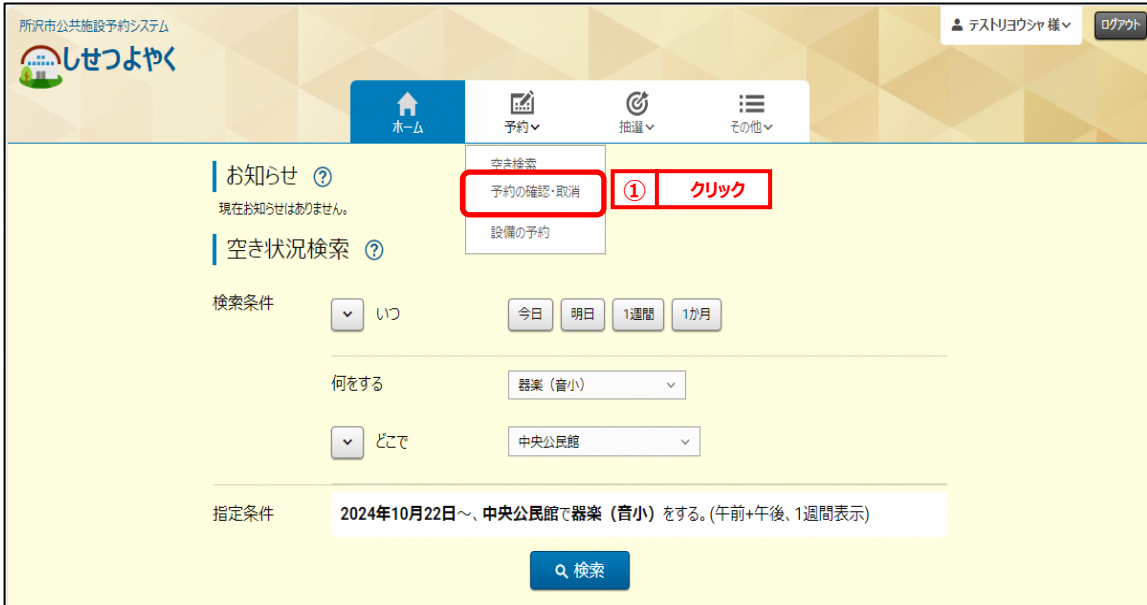 所沢市公共施設予約システム
しせつよやく
テストリヨウシャ 様
ログアウト
ホーム
予約
抽選
その他
空き検索
予約の確認・取消
設備の予約
① クリック
お知らせ ?
現在お知らせはありません。
空き状況検索 ?
検索条件 いつ 今日 明日 1週間 1か月
何をする 器楽（音小）
どこで 中央公民館
指定条件 2024年10月22日～、中央公民館で器楽（音小）をする。(午前+午後、1週間表示)
検索